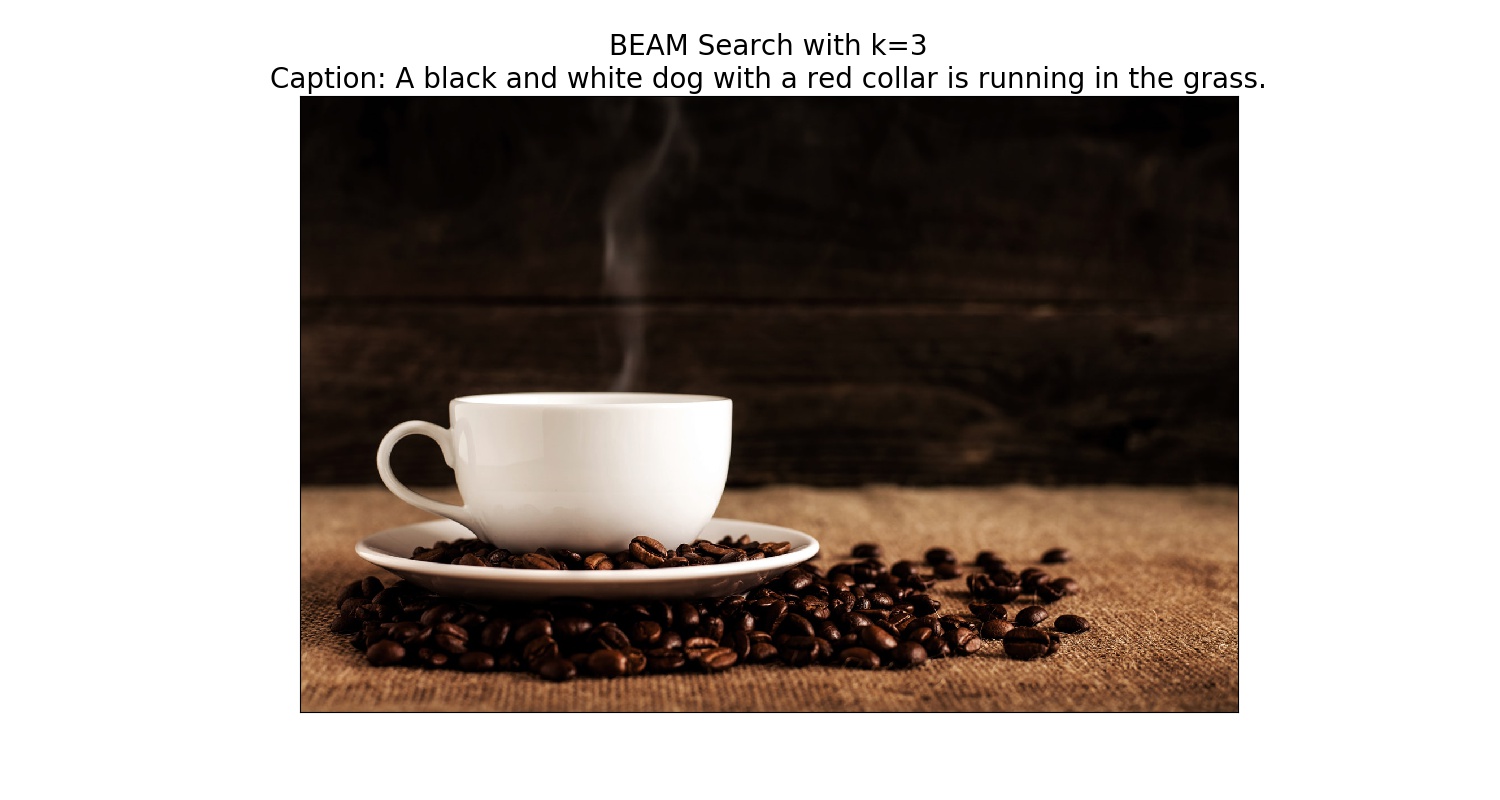 BEAM Search with k=3
Caption: A black and white dog with a red collar is running in the grass.